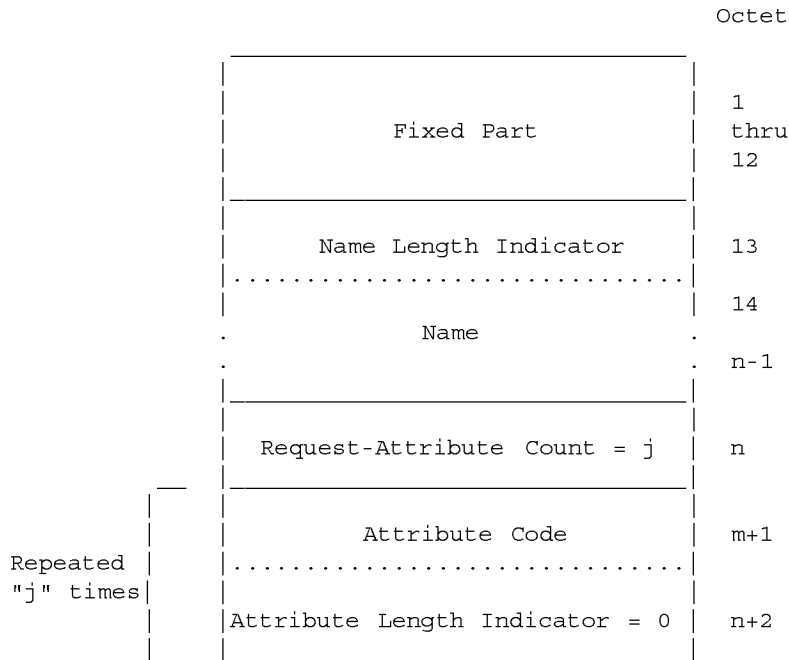 Octet
1
Fixed Part thru
12
Name Length Indicator 13
14
Name
n-1
Request-Attribute Count = j n
Attribute Code m+1
Repeated
"j" times
Attribute Length Indicator = 0 n+2